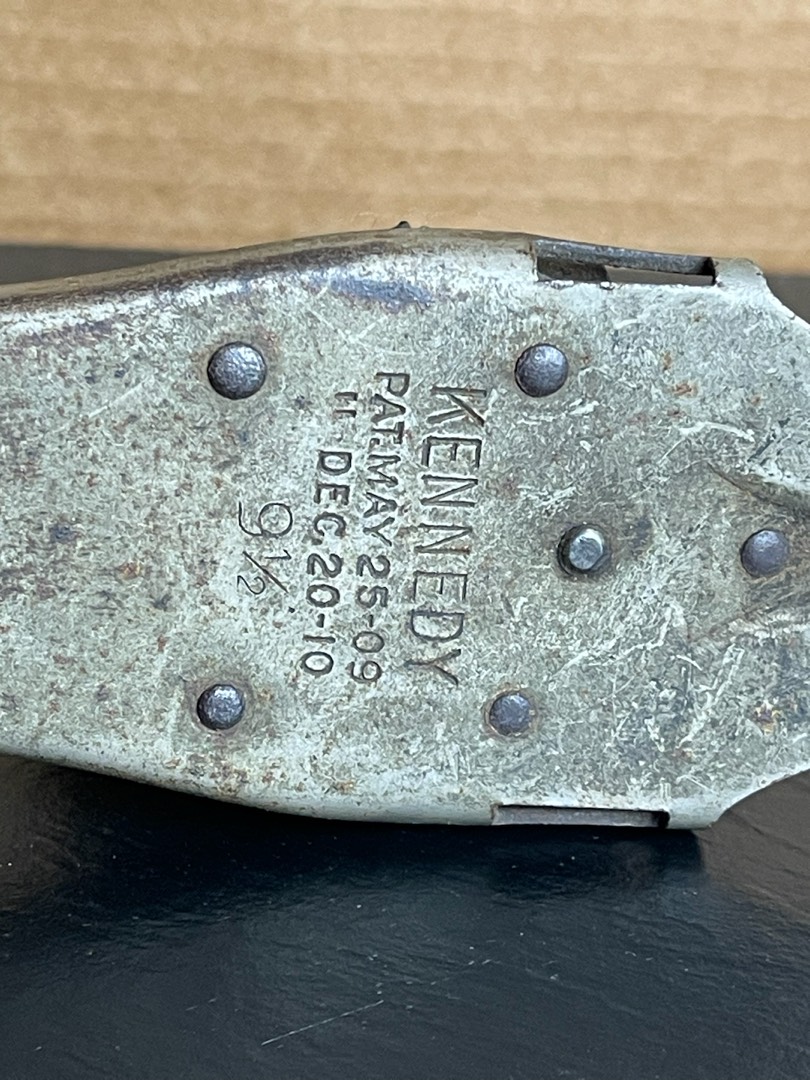 KENNEDY
PAT. MAY 25-09
" DEC. 20-10
9½